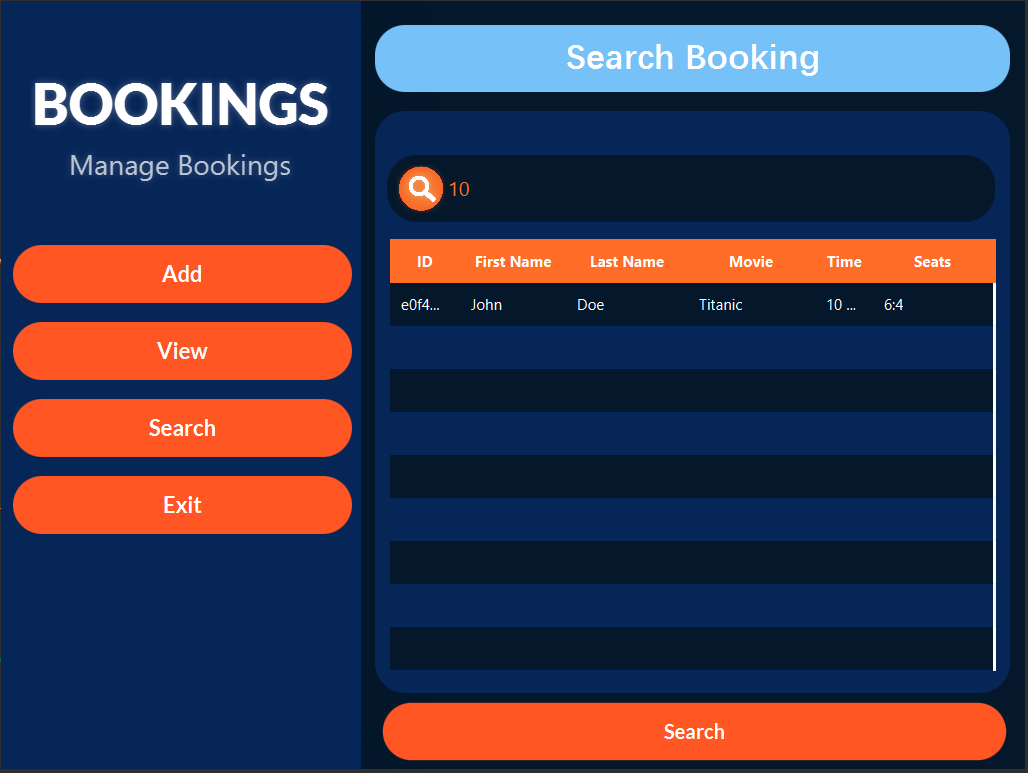 BOOKINGS
Manage Bookings
Add
View
Search
Exit
Search Booking
10
ID First Name Last Name Movie Time Seats
e0f4... John Doe Titanic 10 ... 6:4
Search